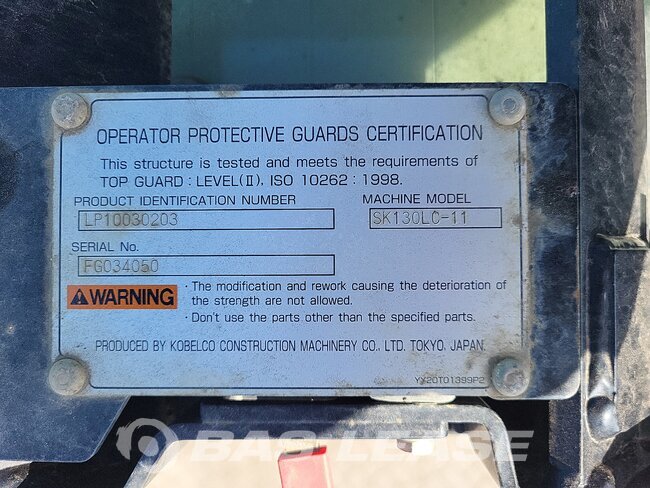 OPERATOR PROTECTIVE GUARDS CERTIFICATION
This structure is tested and meets the requirements of
TOP GUARD : LEVEL(Ⅱ), ISO 10262 : 1998.
PRODUCT IDENTIFICATION NUMBER
MACHINE MODEL
LP10030203
SK130LC-11
SERIAL No.
FG034050
WARNING
· The modification and rework causing the deterioration of
the strength are not allowed.
· Don't use the parts other than the specified parts.
PRODUCED BY KOBELCO CONSTRUCTION MACHINERY CO., LTD. TOKYO, JAPAN
YY20T01399P2
BAS LEASE